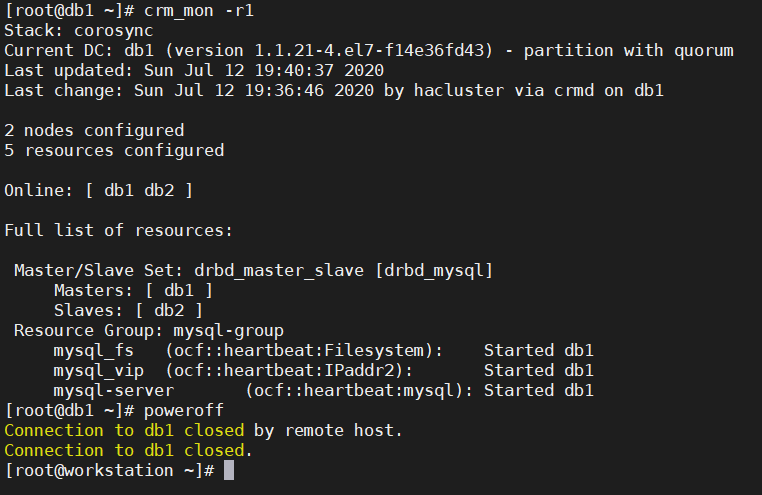 [root@db1 ~]# crm_mon -r1
Stack: corosync
Current DC: db1 (version 1.1.21-4.el7-f14e36fd43) - partition with quorum
Last updated: Sun Jul 12 19:40:37 2020
Last change: Sun Jul 12 19:36:46 2020 by hacluster via crmd on db1

2 nodes configured
5 resources configured

Online: [ db1 db2 ]

Full list of resources:

 Master/Slave Set: drbd_master_slave [drbd_mysql]
     Masters: [ db1 ]
     Slaves: [ db2 ]
 Resource Group: mysql-group
     mysql_fs   (ocf::heartbeat:Filesystem):    Started db1
     mysql_vip  (ocf::heartbeat:IPaddr2):       Started db1
     mysql-server       (ocf::heartbeat:mysql): Started db1
[root@db1 ~]# poweroff
Connection to db1 closed by remote host.
Connection to db1 closed.
[root@workstation ~]#